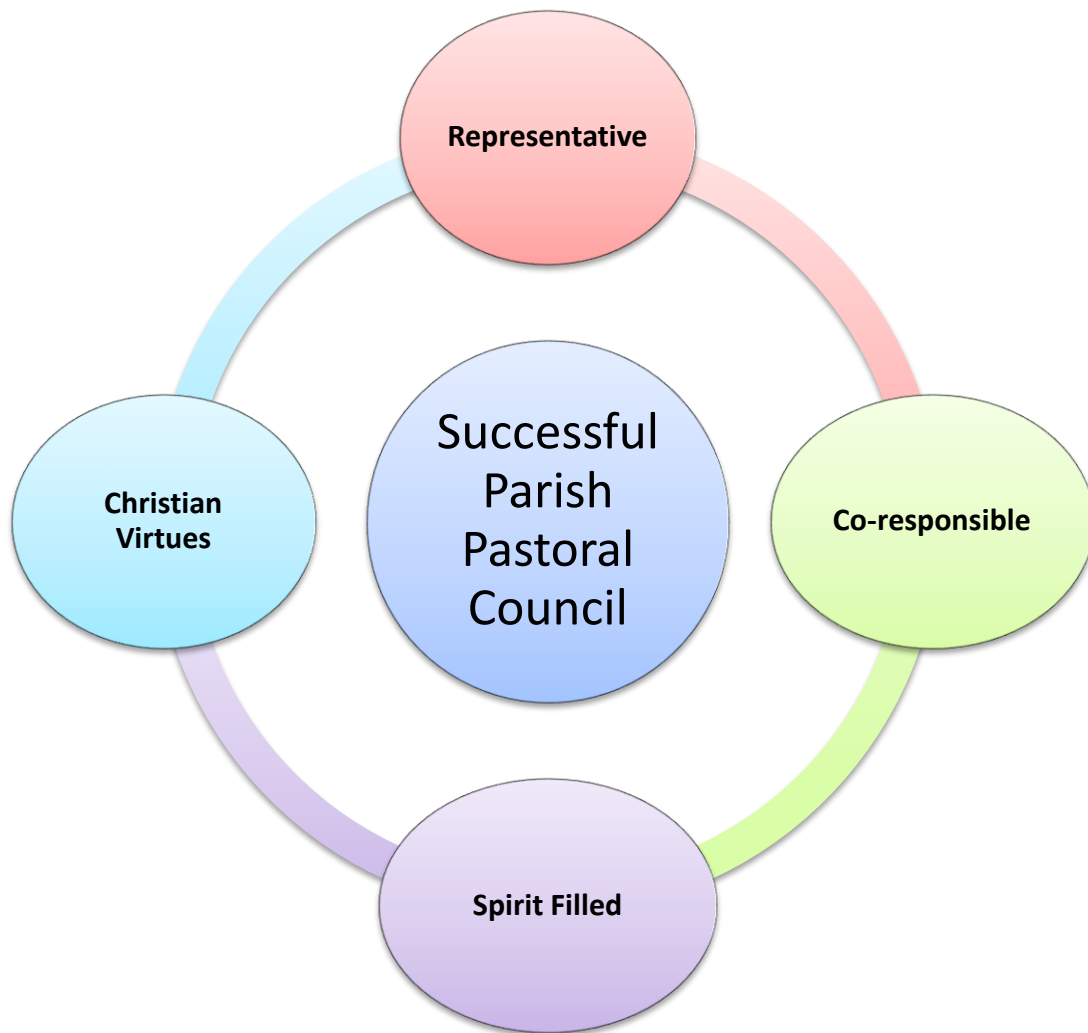 Representative
Christian
Virtues
Successful
Parish
Pastoral
Council
Co-responsible
Spirit Filled